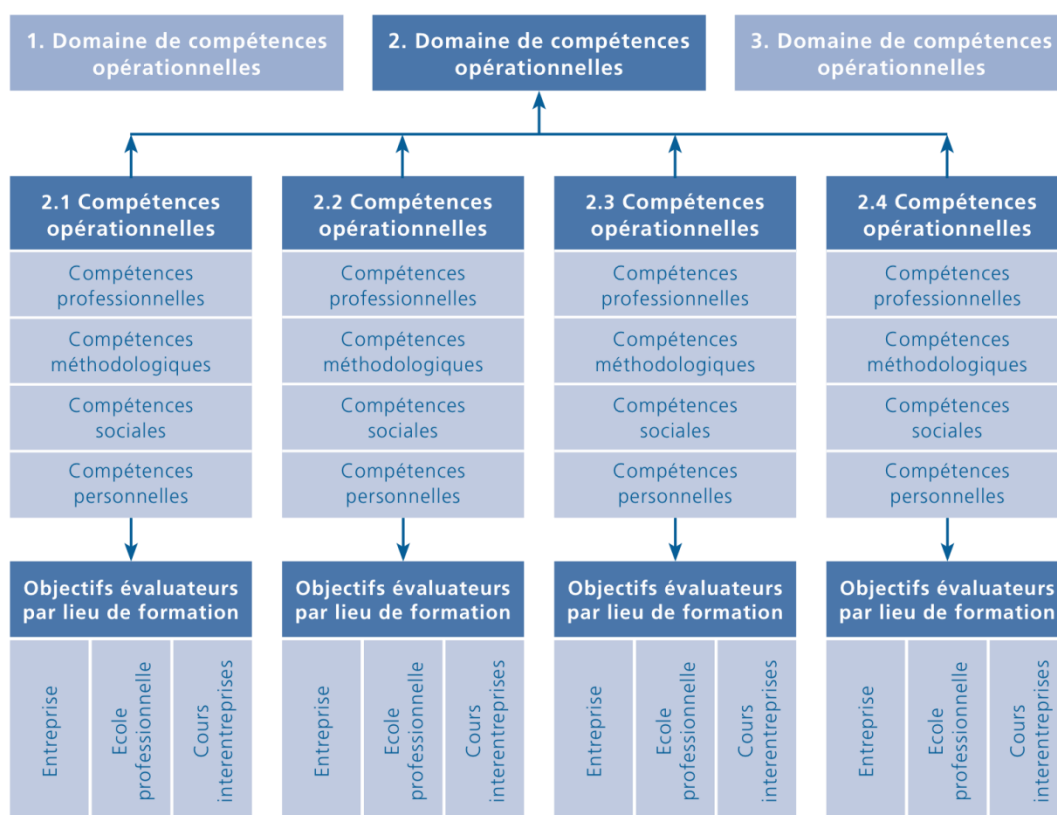 1. Domaine de compétences
opérationnelles
2. Domaine de compétences
opérationnelles
3. Domaine de compétences
opérationnelles
2.1 Compétences
opérationnelles
Compétences
professionnelles
Compétences
méthodologiques
Compétences
sociales
Compétences
personnelles
Objectifs évaluateurs
par lieu de formation
Entreprise
Ecole
professionnelle
Cours
interentreprises
2.2 Compétences
opérationnelles
Compétences
professionnelles
Compétences
méthodologiques
Compétences
sociales
Compétences
personnelles
Objectifs évaluateurs
par lieu de formation
Entreprise
Ecole
professionnelle
Cours
interentreprises
2.3 Compétences
opérationnelles
Compétences
professionnelles
Compétences
méthodologiques
Compétences
sociales
Compétences
personnelles
Objectifs évaluateurs
par lieu de formation
Entreprise
Ecole
professionnelle
Cours
interentreprises
2.4 Compétences
opérationnelles
Compétences
professionnelles
Compétences
méthodologiques
Compétences
sociales
Compétences
personnelles
Objectifs évaluateurs
par lieu de formation
Entreprise
Ecole
professionnelle
Cours
interentreprises